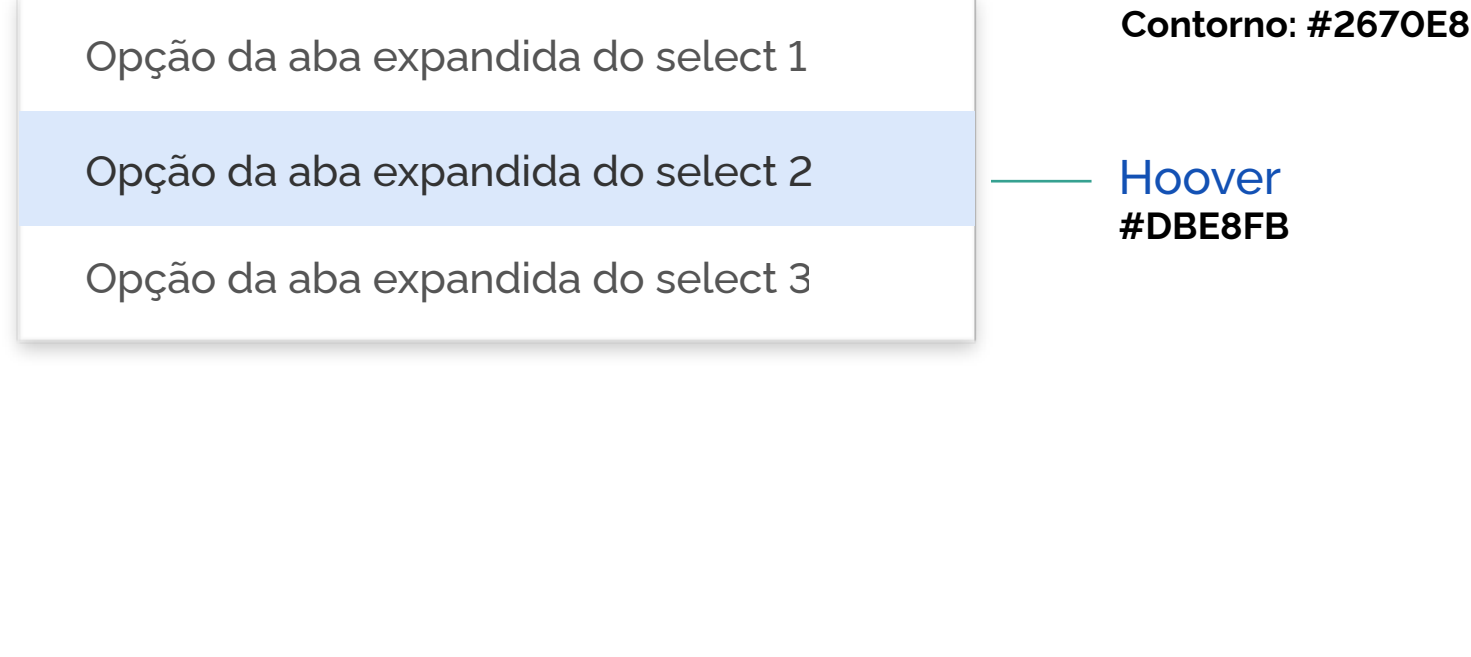 Contorno: #2670E8
Opção da aba expandida do select 1
Opção da aba expandida do select 2
Hoover
#DBE8FB
Opção da aba expandida do select 3